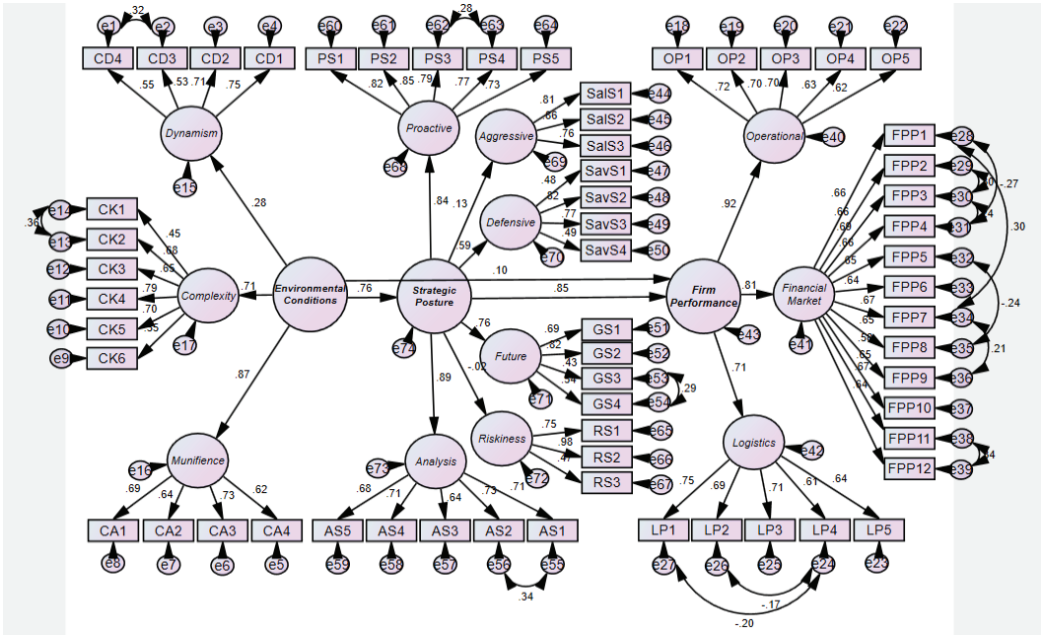 e1 .32 e2 e3 e4
CD4 CD3 CD2 CD1
.55 .53 .71 .75
Dynamism
e15
.28
e60 e61 e62 .28 e63 e64
PS1 PS2 PS3 PS4 PS5
.82 .85 .79 .77 .73
Proactive
e68
.84
Aggressive
e69
.13
.81 SalS1 e44
SalS2 e45
.76 SalS3 e46
.48 SavS1 e47
.82 SavS2 e48
.77 SavS3 e49
.49 SavS4 e50
Defensive
e70
.59
e18 e19 e20 e21 e22
OP1 OP2 OP3 OP4 OP5
.72 .70 .70 .63 .62
Operational
e40
.92
e14 CK1 .45
.36
e13 CK2 .68
e12 CK3 .65
e11 CK4 .79
e10 CK5 .70
e9 CK6
Complexity
e17
.71
Environmental
Conditions
.76
.10
Strategic
Posture
e74
.85
Firm
Performance
e43
.81
Financial
Market
e41
FPP1 e28
FPP2 e29
FPP3 e30
FPP4 e31
FPP5 e32
FPP6 e33
FPP7 e34
FPP8 e35
FPP9 e36
FPP10 e37
FPP11 e38
FPP12 e39
.66
.66
.69
.66
.65
.64
.67
.65
.65
.67
.64
-.27
.30
-.24
.21
.76
Future
e71
.69 GS1 e51
.82 GS2 e52
.43 GS3 e53
GS4 e54
.29
-.02
Riskiness
e72
.75 RS1 e65
.98 RS2 e66
.47 RS3 e67
.87
Munifience
e16
.69 .64 .73 .62
CA1 CA2 CA3 CA4
e8 e7 e6 e5
.89
Analysis
e73
.68 .71 .64 .73 .71
AS5 AS4 AS3 AS2 AS1
e59 e58 e57 e56 e55
.34
.71
Logistics
e42
.75 .69 .71 .61 .64
LP1 LP2 LP3 LP4 LP5
e27 e26 e25 e24 e23
-.17
-.20